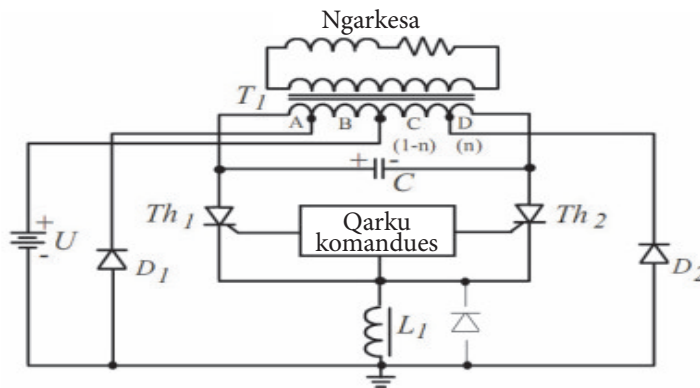 Ngarkesa
T1
A B C D
(1-n) (n)
+ -
C
Th1
Qarku
komandues
Th2
+
U
-
D1
D2
L1